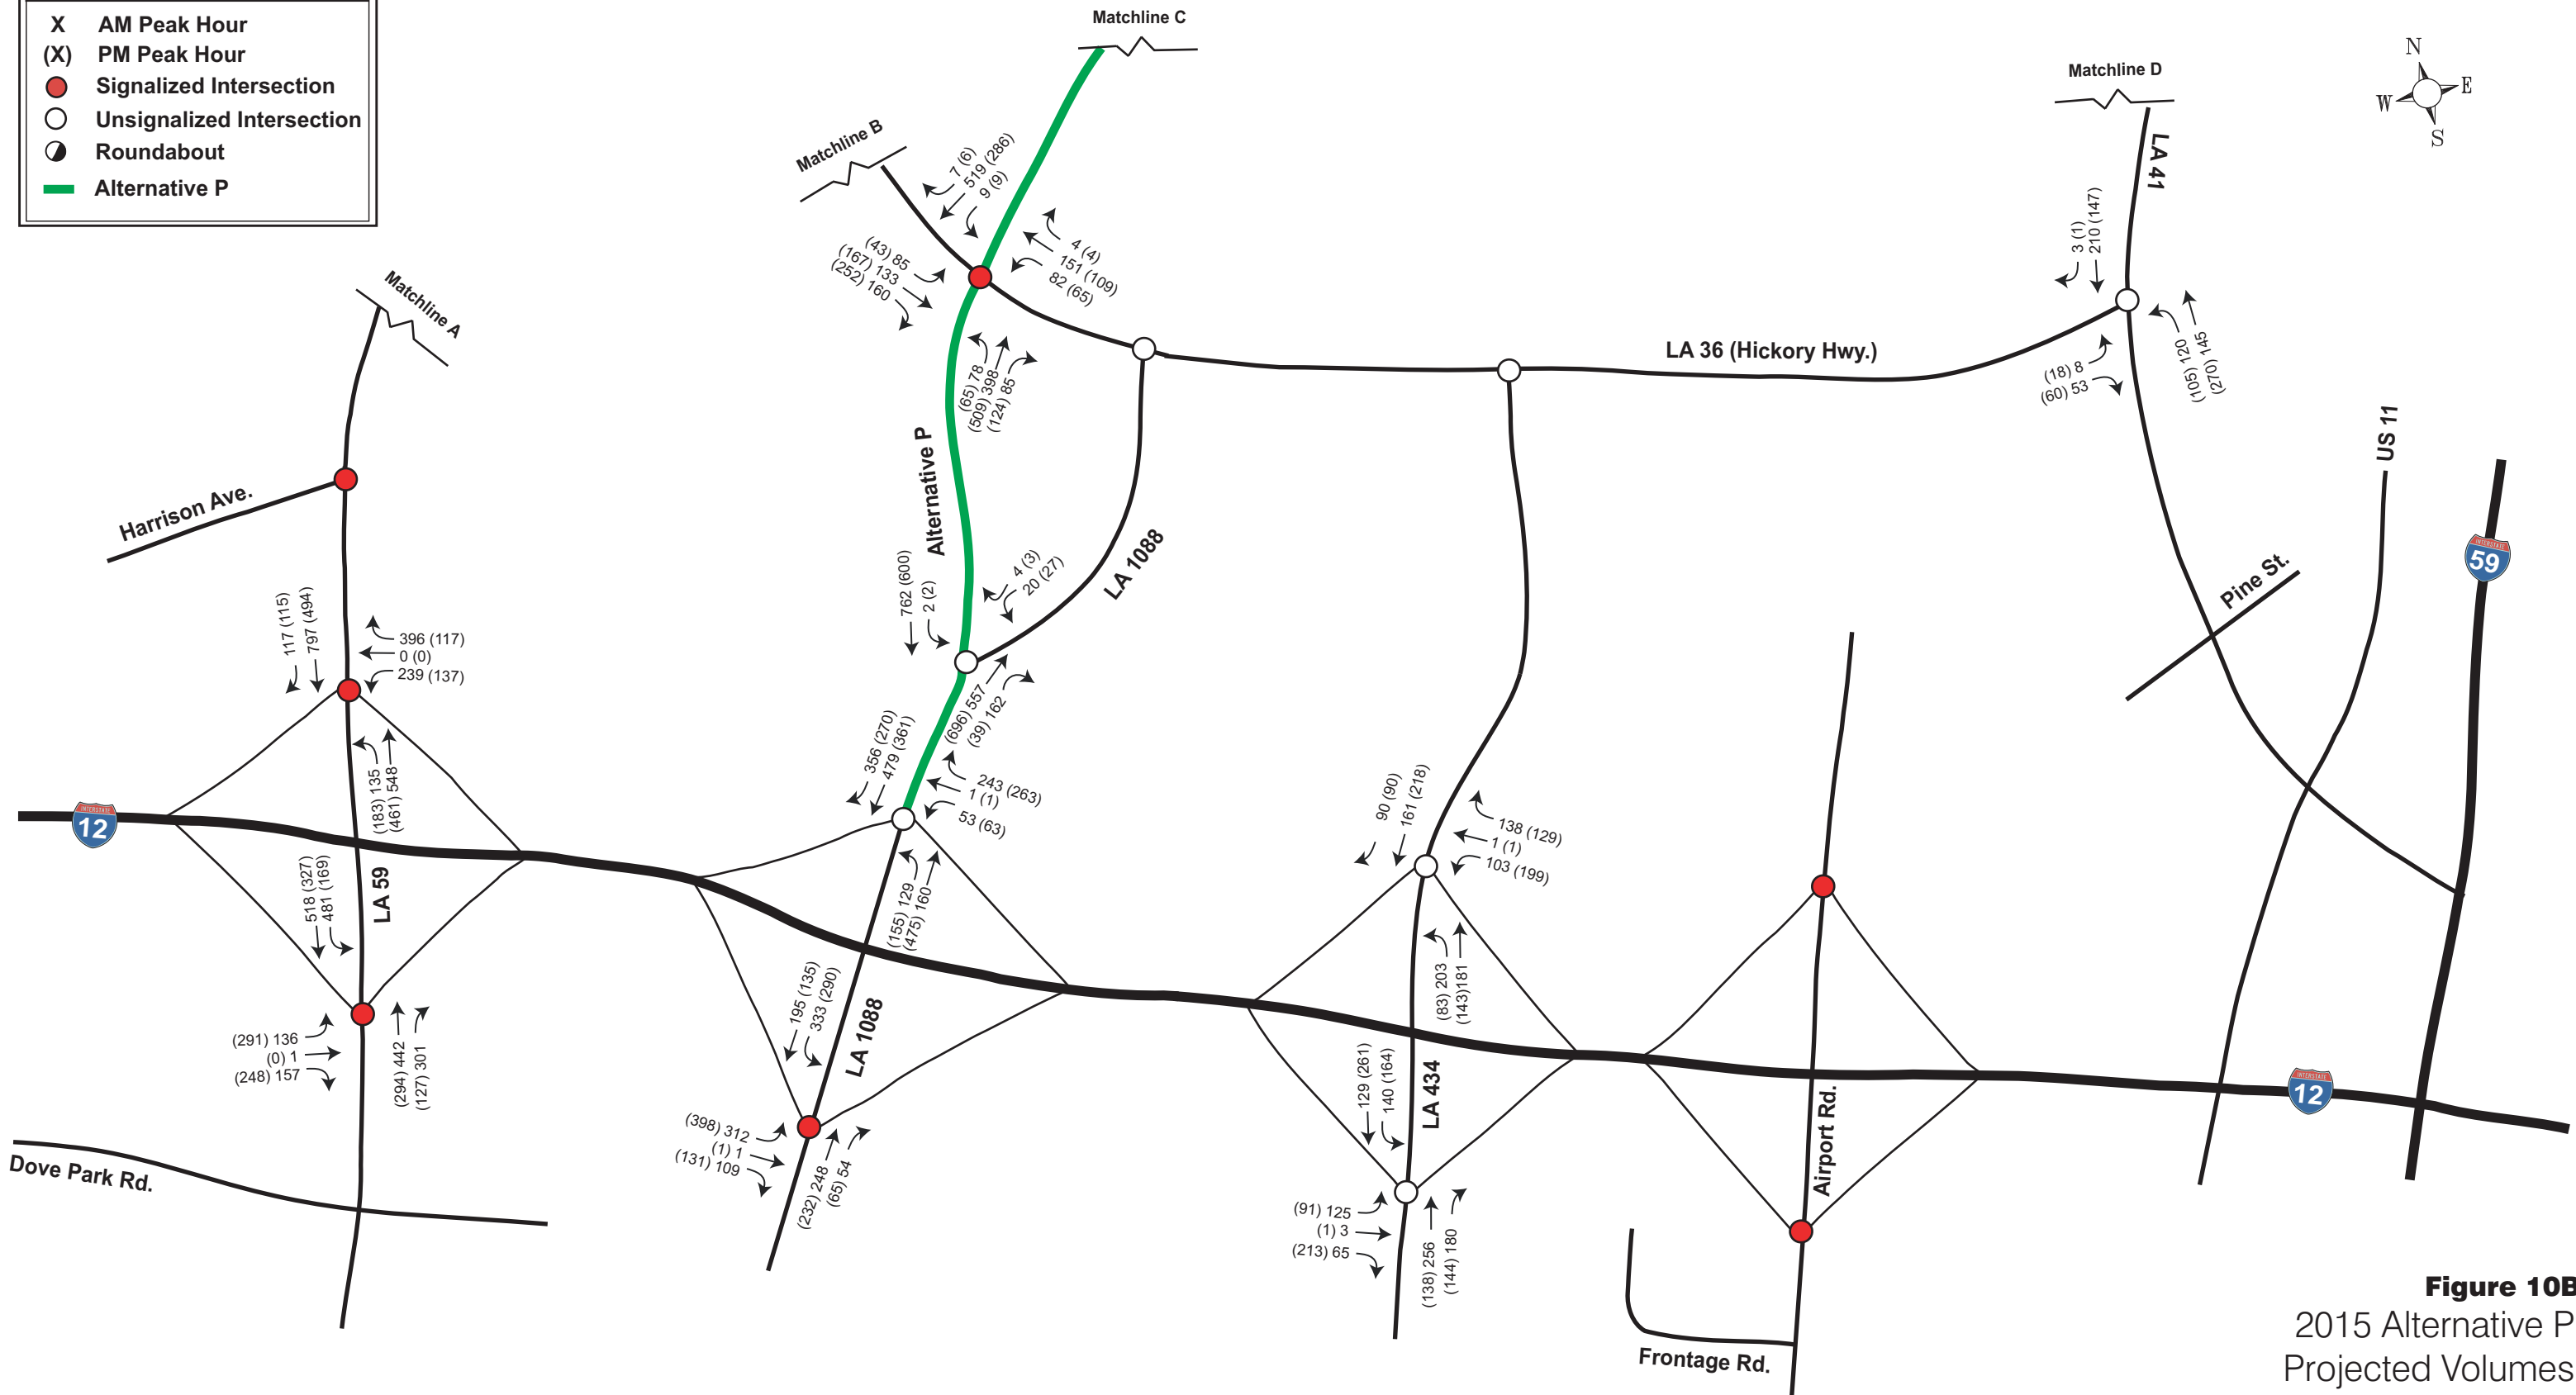 X AM Peak Hour
(X) PM Peak Hour
Signalized Intersection
Unsignalized Intersection
Roundabout
Alternative P
Matchline C
Matchline D
N
W E
S
Matchline B
7 (6)
519 (286)
9 (9)
LA 41
3 (1)
210 (147)
(43) 85
(167) 133
(252) 160
4 (4)
151 (109)
82 (65)
Matchline A
LA 36 (Hickory Hwy.)
(18) 8
(60) 53
(105) 120
(270) 145
(65) 78
(509) 398
(124) 85
US 11
Alternative P
Harrison Ave.
LA 1088
INTERSTATE
59
Pine St.
762 (600)
2 (2)
4 (3)
20 (27)
117 (115)
797 (494)
396 (117)
0 (0)
239 (137)
(696) 557
(39) 162
356 (270)
479 (361)
243 (263)
1 (1)
53 (63)
(183) 135
(461) 548
INTERSTATE
12
90 (90)
161 (218)
138 (129)
1 (1)
103 (199)
518 (327)
481 (169)
LA 59
(155) 129
(475) 160
195 (135)
333 (290)
LA 1088
(83) 203
(143)181
(291) 136
(0) 1
(248) 157
(294) 442
(127) 301
129 (261)
140 (164)
LA 434
INTERSTATE
12
Airport Rd.
(398) 312
(1) 1
(131) 109
(232) 248
(65) 54
Dove Park Rd.
(91) 125
(1) 3
(213) 65
(138) 256
(144) 180
Frontage Rd.
Figure 10B
2015 Alternative P
Projected Volumes